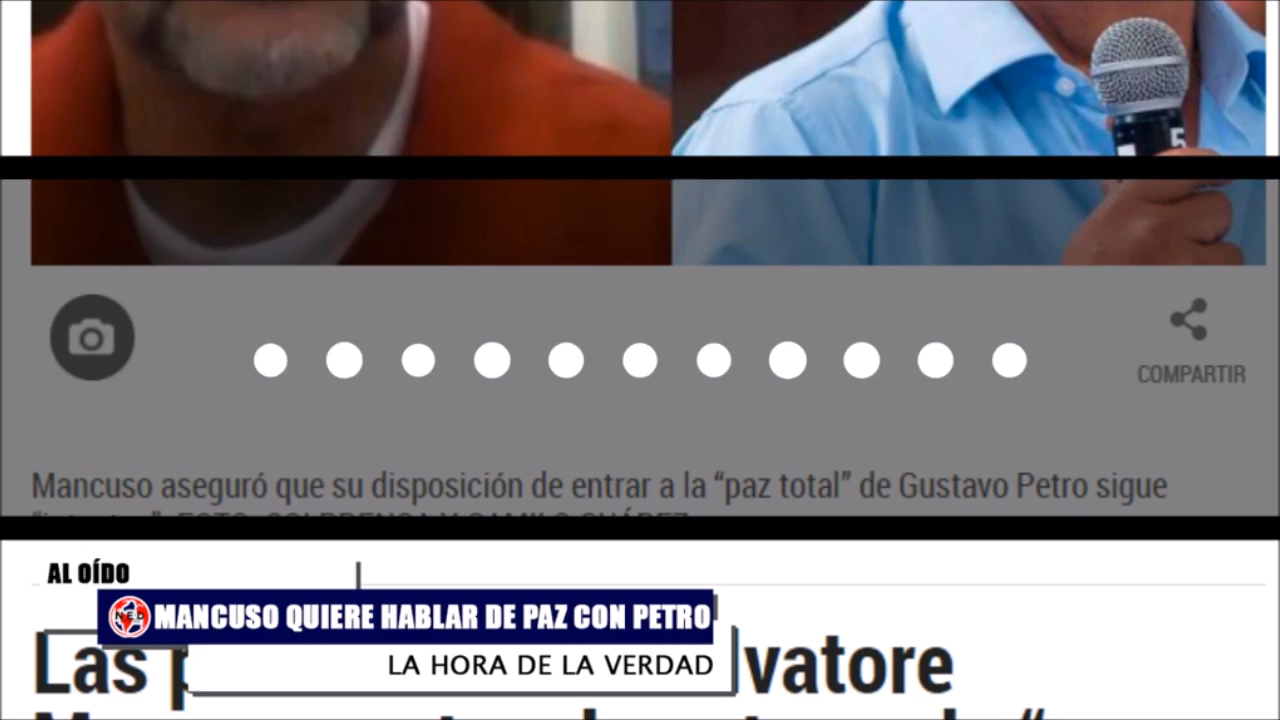 5
COMPARTIR
Mancuso aseguró que su disposición de entrar a la “paz total” de Gustavo Petro sigue
AL OÍDO
MANCUSO QUIERE HABLAR DE PAZ CON PETRO
LA HORA DE LA VERDAD
Las
vatore